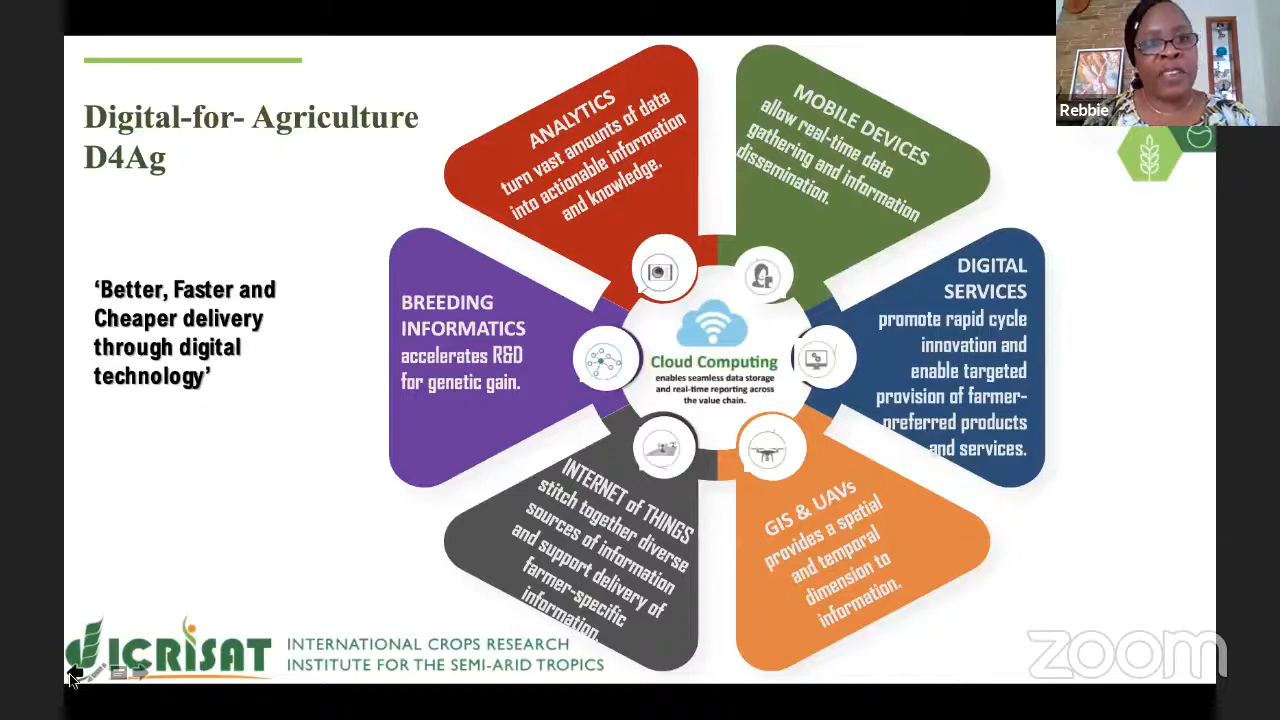 Digital-for- Agriculture
D4Ag
'Better, Faster and
Cheaper delivery
through digital
technology'
ANALYTICS
turn vast amounts of data
into actionable information
and knowledge.
MOBILE DEVICES
allow real-time data
gathering and information
dissemination.
BREEDING
INFORMATICS
accelerates R&D
for genetic gain.
Cloud Computing
enables seamless data storage
and real-time reporting across
the value chain.
DIGITAL
SERVICES
promote rapid cycle
innovation and
enable targeted
provision of farmer-
preferred products
and services.
INTERNET of THINGS
stitch together diverse
sources of information
and support delivery of
farmer-specific
information.
GIS & UAVs
provides a spatial
and temporal
dimension to
information.
Rebbie
ICRISAT
INTERNATIONAL CROPS RESEARCH
INSTITUTE FOR THE SEMI-ARID TROPICS
zoom